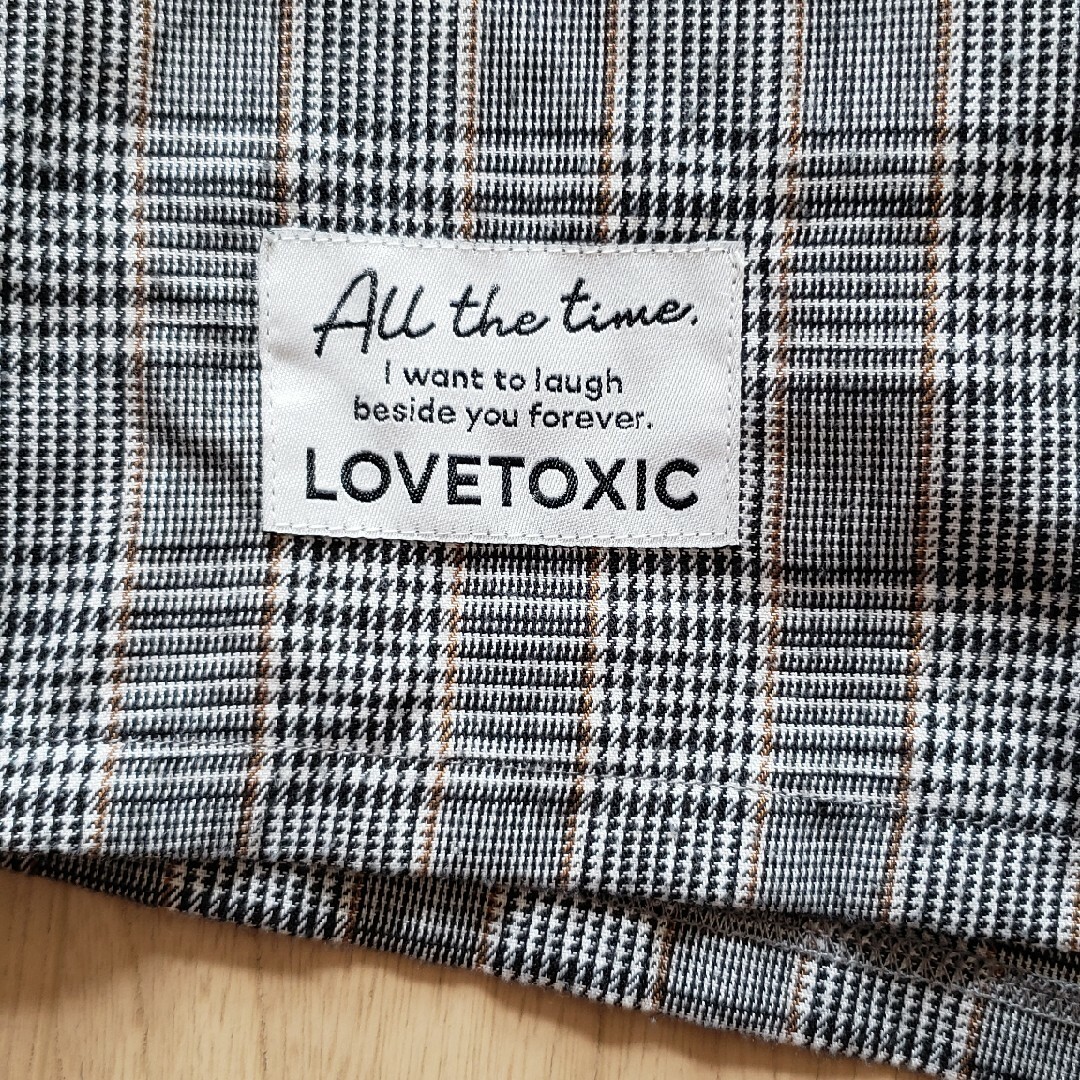 All the time.
I want to laugh
beside you forever.
LOVETOXIC